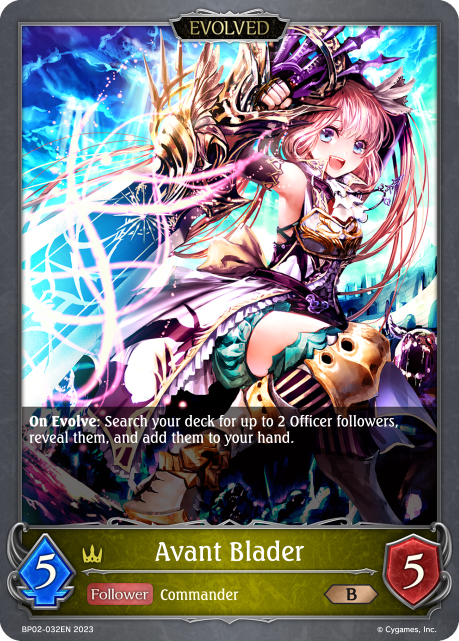 EVOLVED
On Evolve: Search your deck for up to 2 Officer followers,
reveal them, and add them to your hand.
Avant Blader
5
5
Follower Commander
B
BP02-032EN 2023
© Cygames, Inc.